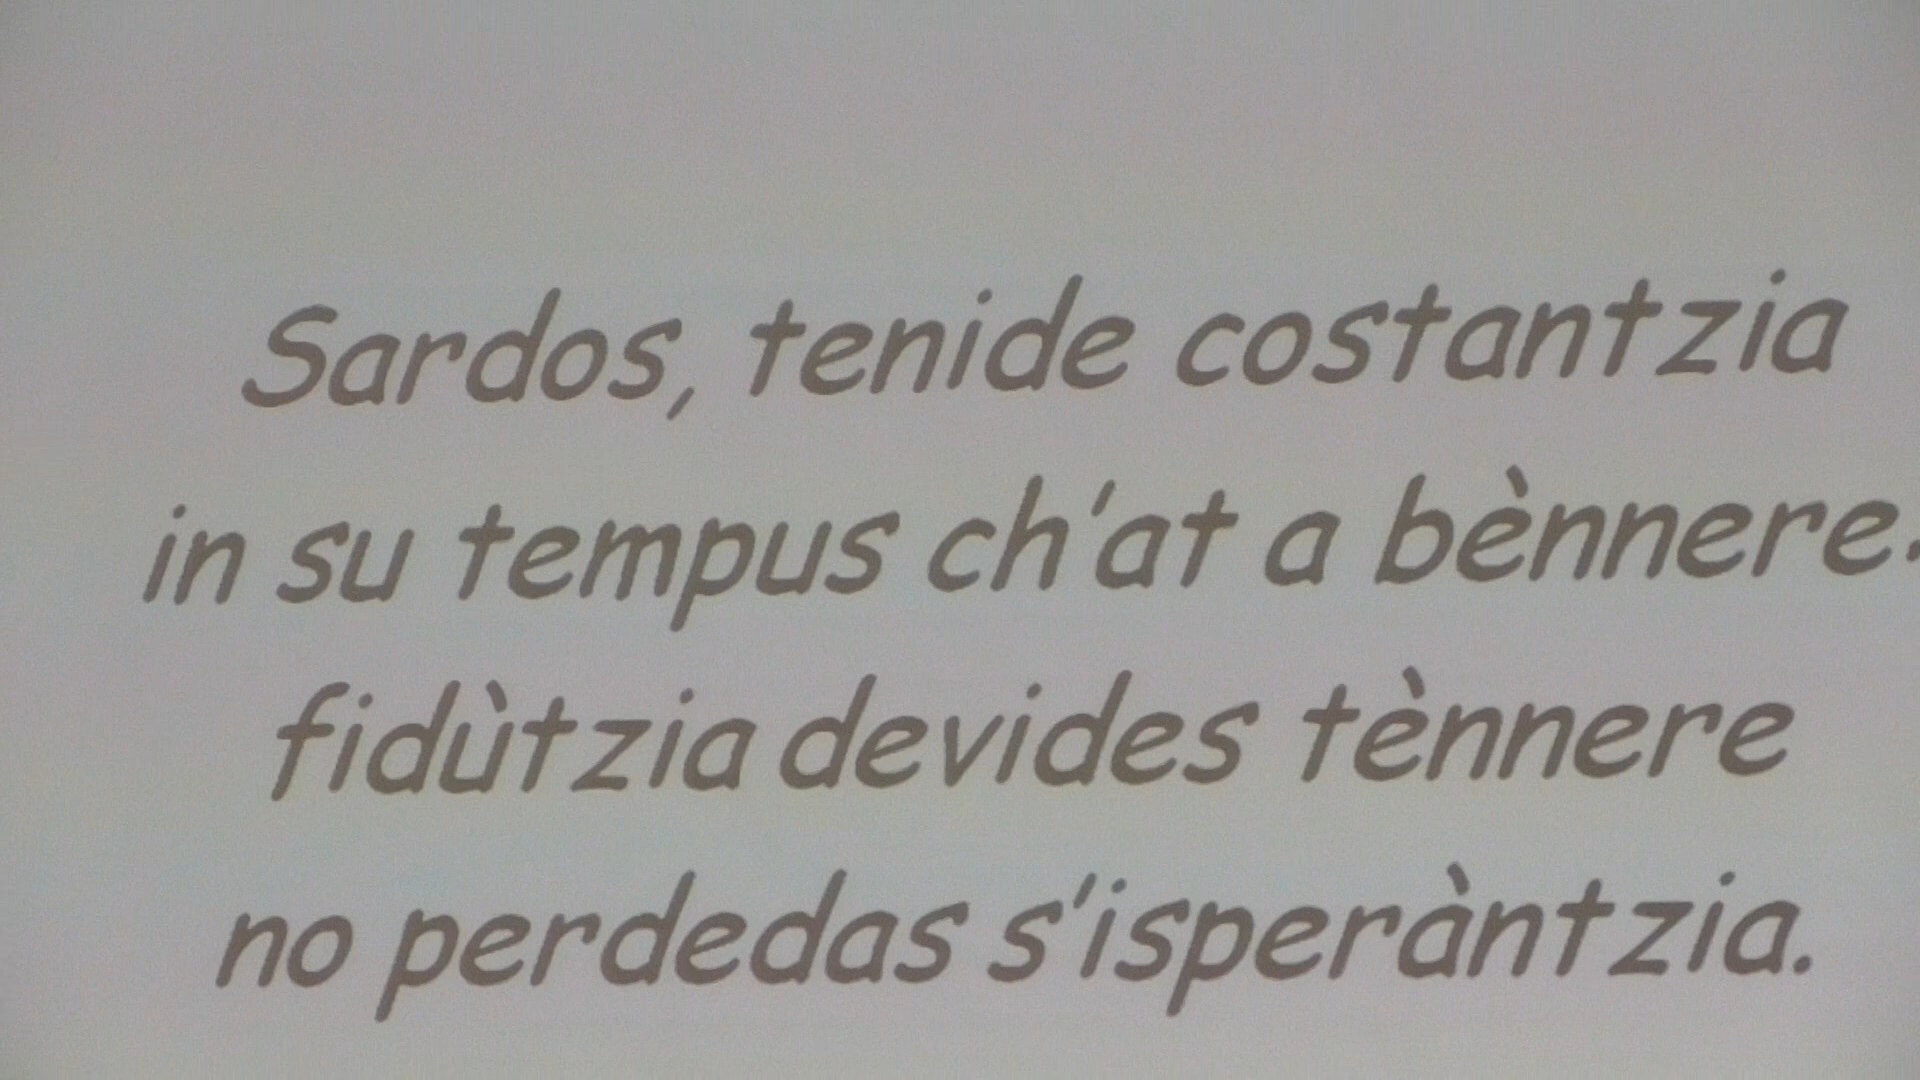 Sardos, tenide costantzia
in su tempus ch'at a bènnere.
fidùtzia devides tènnere
no perdedas s'isperàntzia.